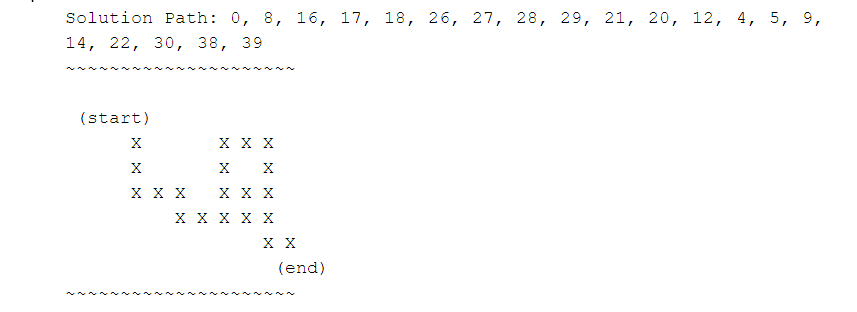 Solution Path: 0, 8, 16, 17, 18, 26, 27, 28, 29, 21, 20, 12, 4, 5, 9,
14, 22, 30, 38, 39
~~~~~~~~~~~~~~~~~~~~~
(start)
X       X X X
X       X   X
X X X   X X X
    X X X X X
            X X
(end)
~~~~~~~~~~~~~~~~~~~~~